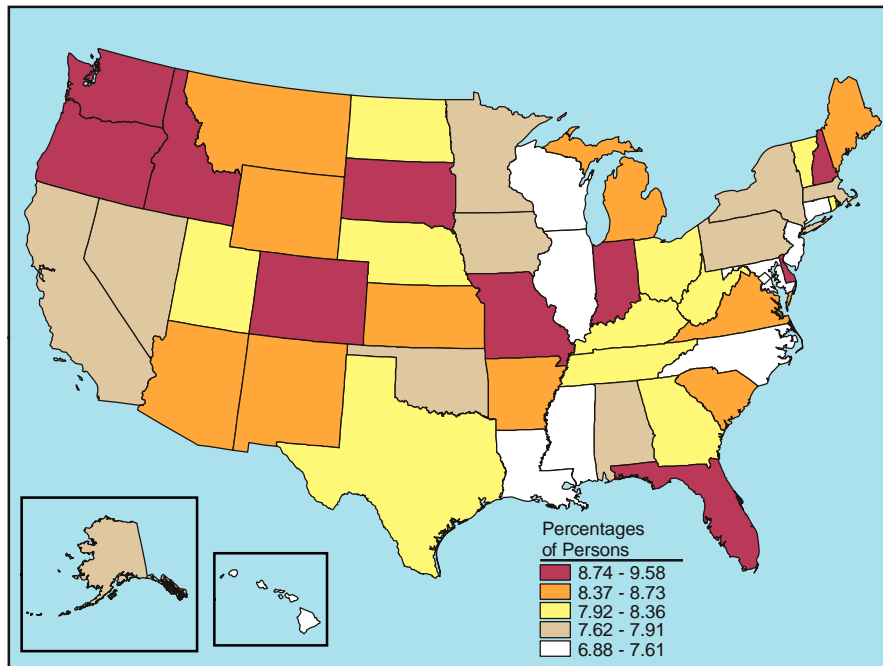 Percentages
of Persons
8.74 - 9.58
8.37 - 8.73
7.92 - 8.36
7.62 - 7.91
6.88 - 7.61